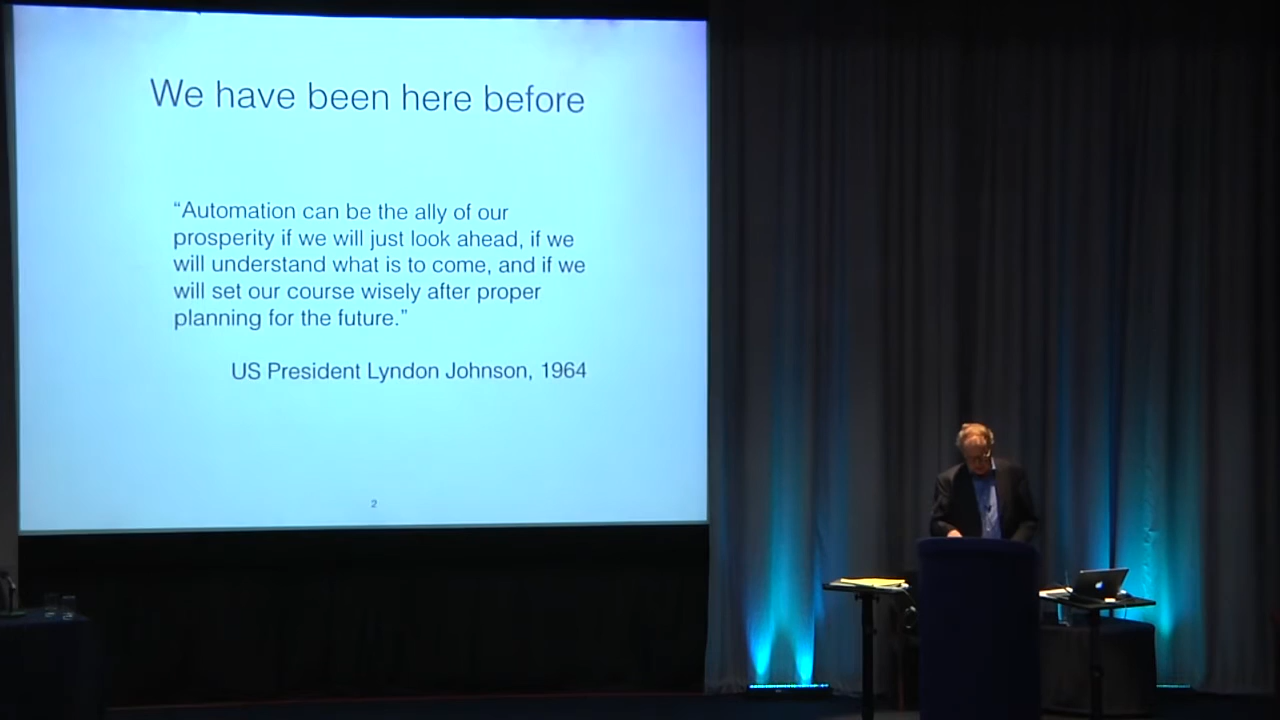 We have been here before
“Automation can be the ally of our
prosperity if we will just look ahead, if we
will understand what is to come, and if we
will set our course wisely after proper
planning for the future.”
US President Lyndon Johnson, 1964
2